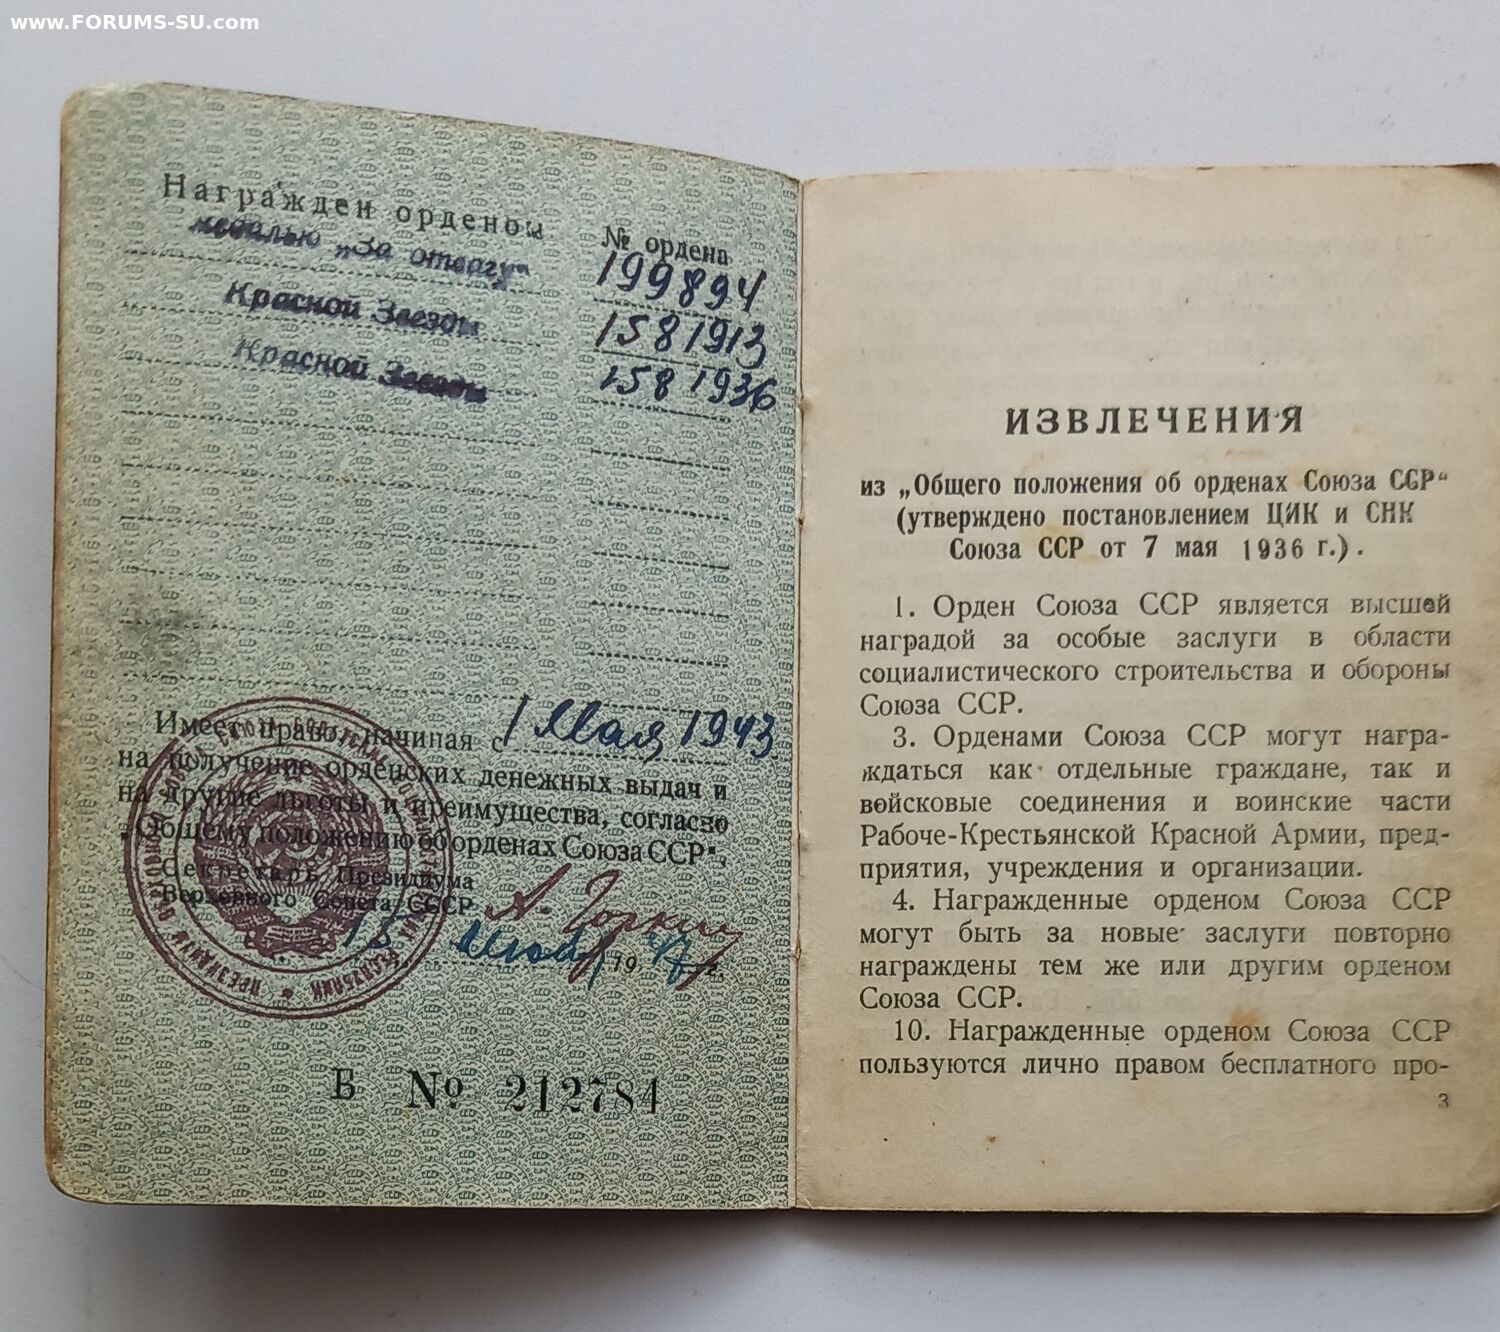 www.FORUMS-SU.com
Награжден орденом
№ ордена
медалью „За отвагу"
199894
Красной Звезды
1581913
Красной Звезды
1581936
Имеет право, начиная с 1 Мая 1943
на получение орденских денежных выдач и
на другие льготы и преимущества, согласно
„Общему положению об орденах Союза ССР".
Секретарь Президиума
Верховного Совета СССР
А. Горкин
15 июля 1947 г.
Б № 212784
ИЗВЛЕЧЕНИЯ
из „Общего положения об орденах Союза ССР“
(утверждено постановлением ЦИК и СНК
Союза ССР от 7 мая 1936 г.).
1. Орден Союза ССР является высшей
наградой за особые заслуги в области
социалистического строительства и обороны
Союза ССР.
3. Орденами Союза ССР могут награ-
ждаться как отдельные граждане, так и
войсковые соединения и воинские части
Рабоче-Крестьянской Красной Армии, пред-
приятия, учреждения и организации.
4. Награжденные орденом Союза ССР
могут быть за новые заслуги повторно
награждены тем же или другим орденом
Союза ССР.
10. Награжденные орденом Союза ССР
пользуются лично правом бесплатного про-
3